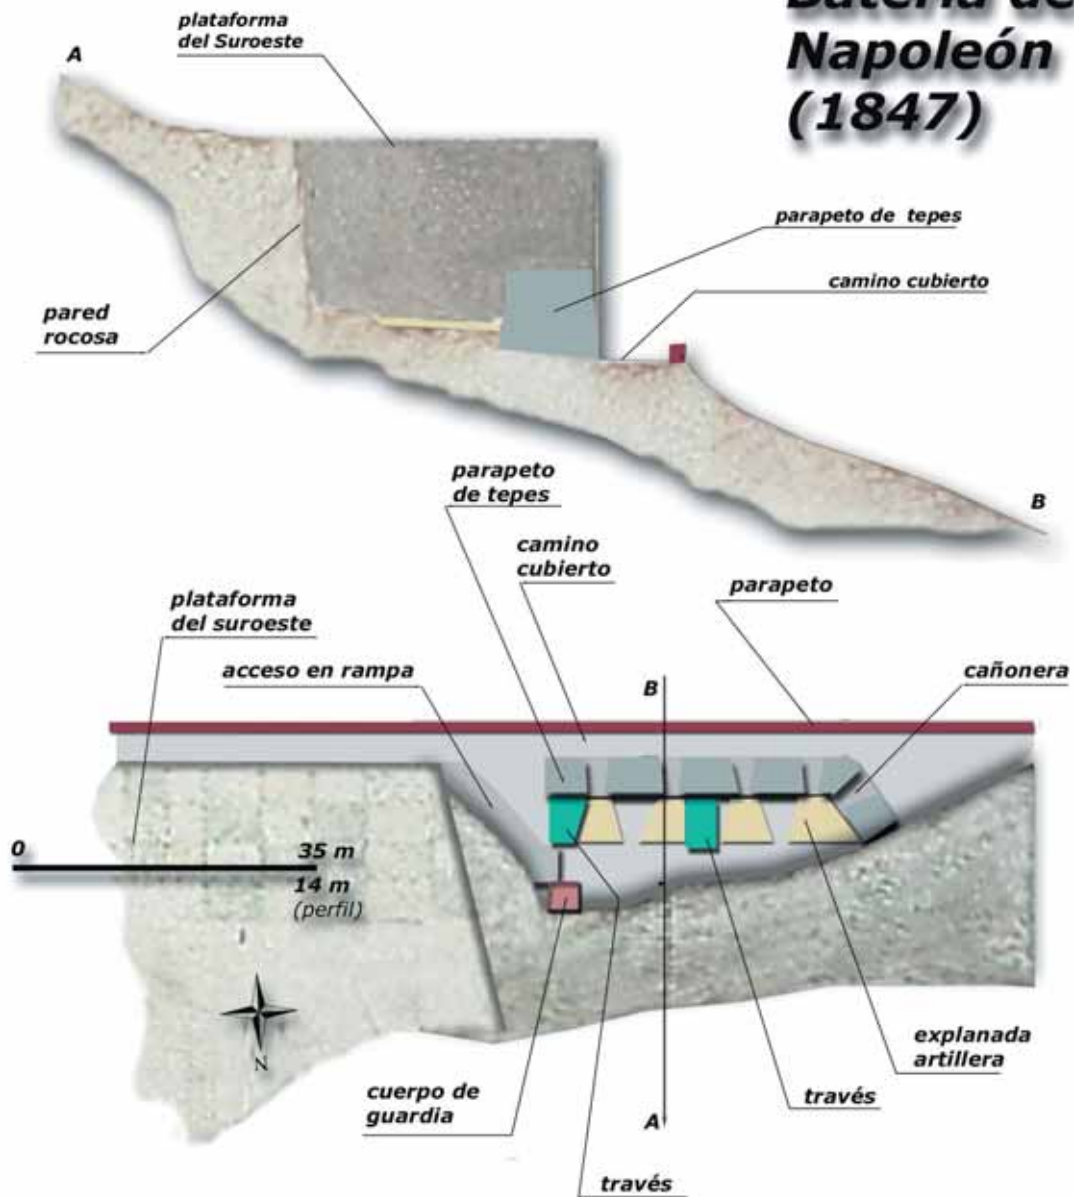 Batería de
Napoleón
(1847)
plataforma
del Suroeste
A
parapeto de tepes
camino cubierto
pared
rocosa
B
parapeto
de tepes
camino
cubierto
parapeto
plataforma
del suroeste
acceso en rampa
B
cañonera
0
35 m
14 m
(perfil)
N
explanada
artillera
cuerpo de
guardia
través
A
través